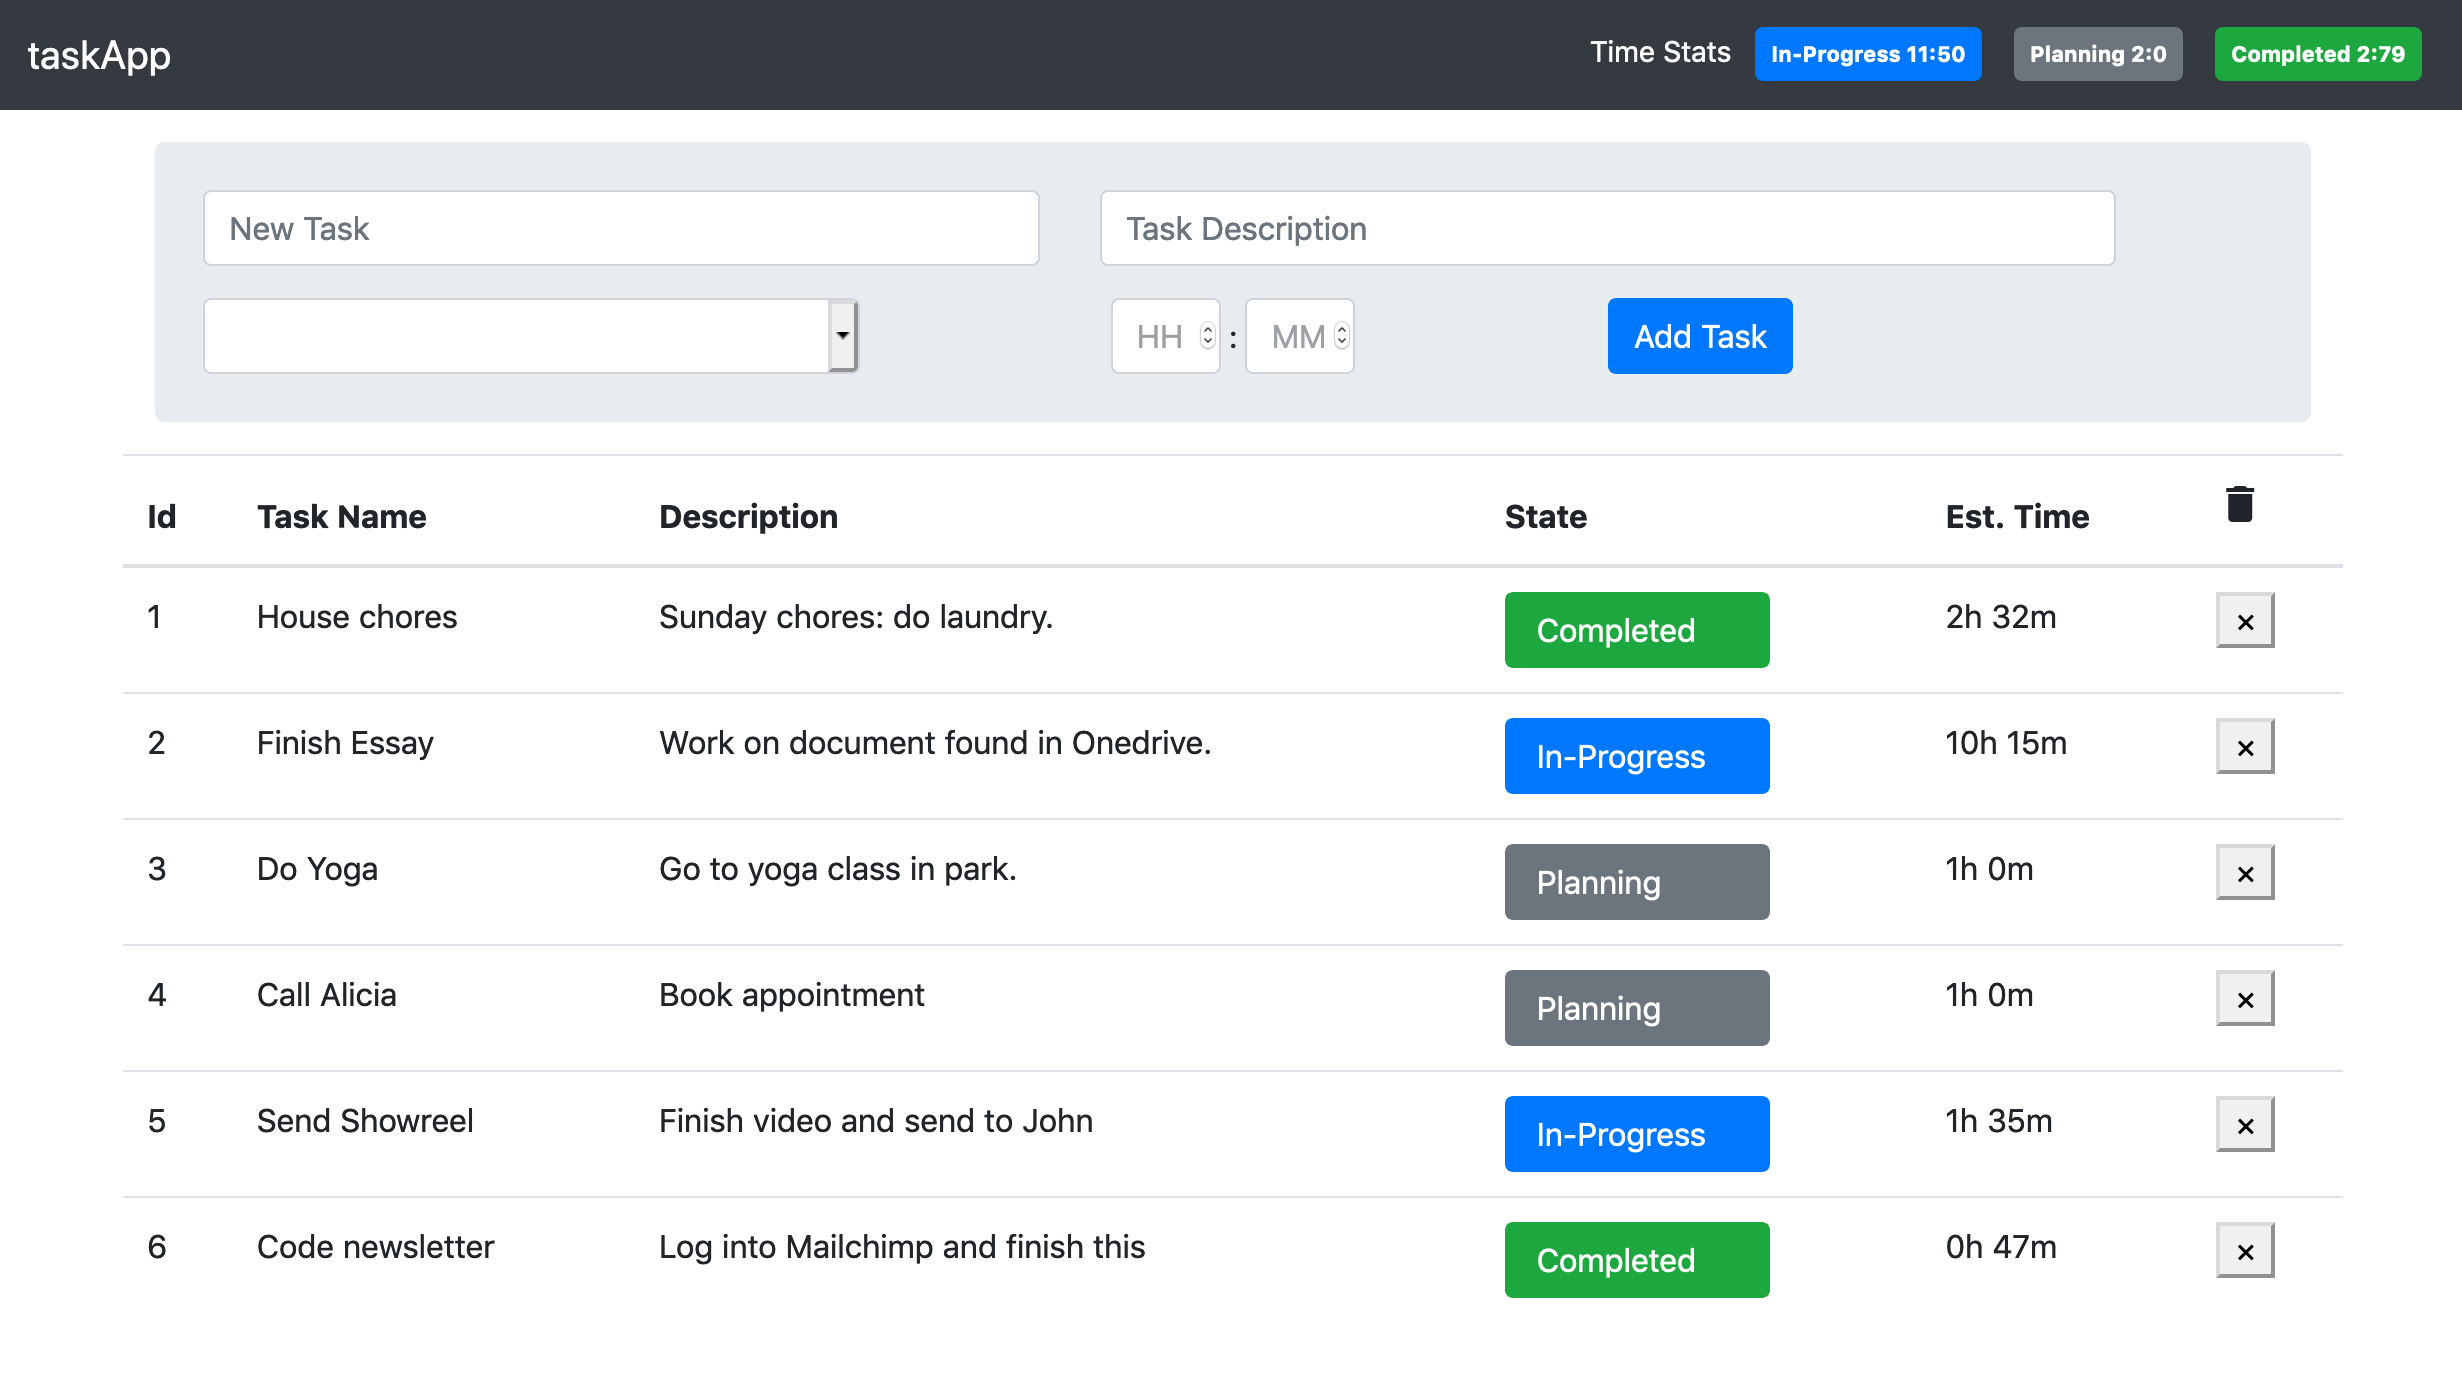 taskApp Time Stats In-Progress 11:50 Planning 2:0 Completed 2:79
New Task Task Description
HH : MM Add Task
Id Task Name Description State Est. Time
1 House chores Sunday chores: do laundry. Completed 2h 32m ×
2 Finish Essay Work on document found in Onedrive. In-Progress 10h 15m ×
3 Do Yoga Go to yoga class in park. Planning 1h 0m ×
4 Call Alicia Book appointment Planning 1h 0m ×
5 Send Showreel Finish video and send to John In-Progress 1h 35m ×
6 Code newsletter Log into Mailchimp and finish this Completed 0h 47m ×